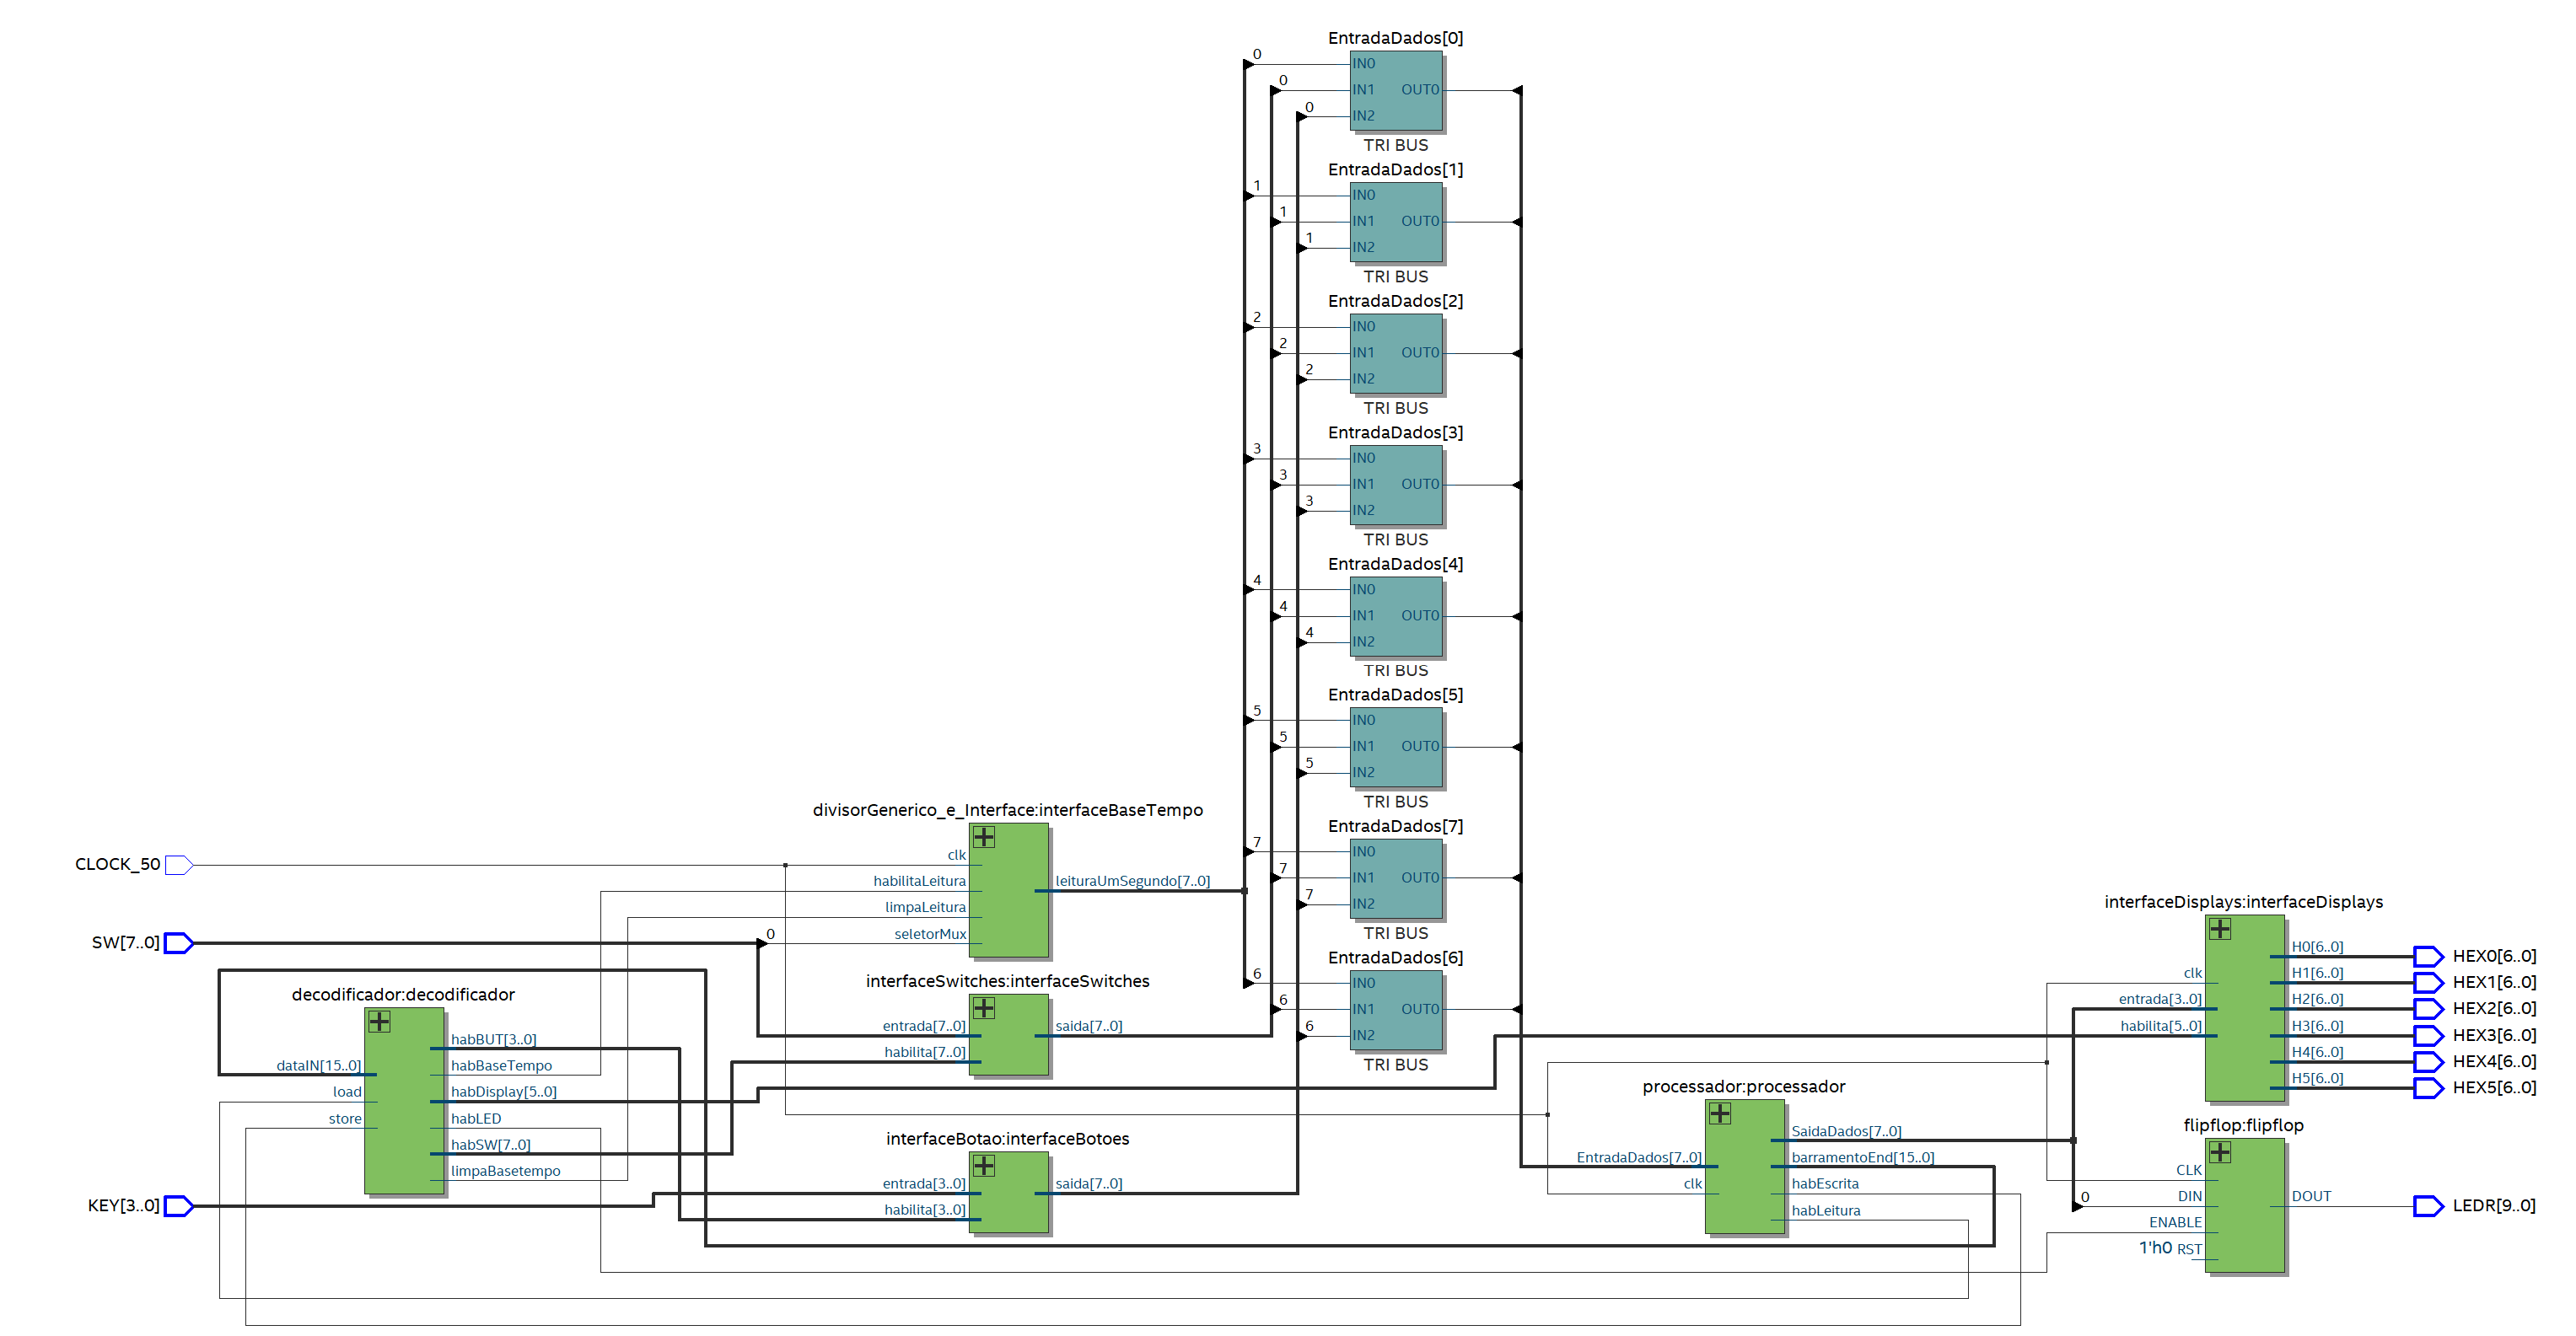 EntradaDados[0]
0 IN0
0 IN1 OUT0
0 IN2
TRI BUS
EntradaDados[1]
1 IN0
1 IN1 OUT0
1 IN2
TRI BUS
EntradaDados[2]
2 IN0
2 IN1 OUT0
2 IN2
TRI BUS
EntradaDados[3]
3 IN0
3 IN1 OUT0
3 IN2
TRI BUS
EntradaDados[4]
4 IN0
4 IN1 OUT0
4 IN2
TRI BUS
EntradaDados[5]
5 IN0
5 IN1 OUT0
5 IN2
TRI BUS
EntradaDados[7]
7 IN0
7 IN1 OUT0
7 IN2
TRI BUS
EntradaDados[6]
6 IN0
6 IN1 OUT0
6 IN2
TRI BUS
CLOCK_50
SW[7..0]
KEY[3..0]
divisorGenerico_e_Interface:interfaceBaseTempo
clk
habilitaLeitura
limpaLeitura
0 seletorMux
leituraUmSegundo[7..0]
decodificador:decodificador
dataIN[15..0]
load
store
habBUT[3..0]
habBaseTempo
habDisplay[5..0]
habLED
habSW[7..0]
limpaBasetempo
interfaceSwitches:interfaceSwitches
entrada[7..0]
habilita[7..0]
saida[7..0]
interfaceBotao:interfaceBotoes
entrada[3..0]
habilita[3..0]
saida[7..0]
processador:processador
EntradaDados[7..0]
clk
SaidaDados[7..0]
barramentoEnd[15..0]
habEscrita
habLeitura
interfaceDisplays:interfaceDisplays
clk
entrada[3..0]
habilita[5..0]
H0[6..0]
H1[6..0]
H2[6..0]
H3[6..0]
H4[6..0]
H5[6..0]
HEX0[6..0]
HEX1[6..0]
HEX2[6..0]
HEX3[6..0]
HEX4[6..0]
HEX5[6..0]
flipflop:flipflop
CLK
0 DIN
ENABLE
1'h0 RST
DOUT
LEDR[9..0]